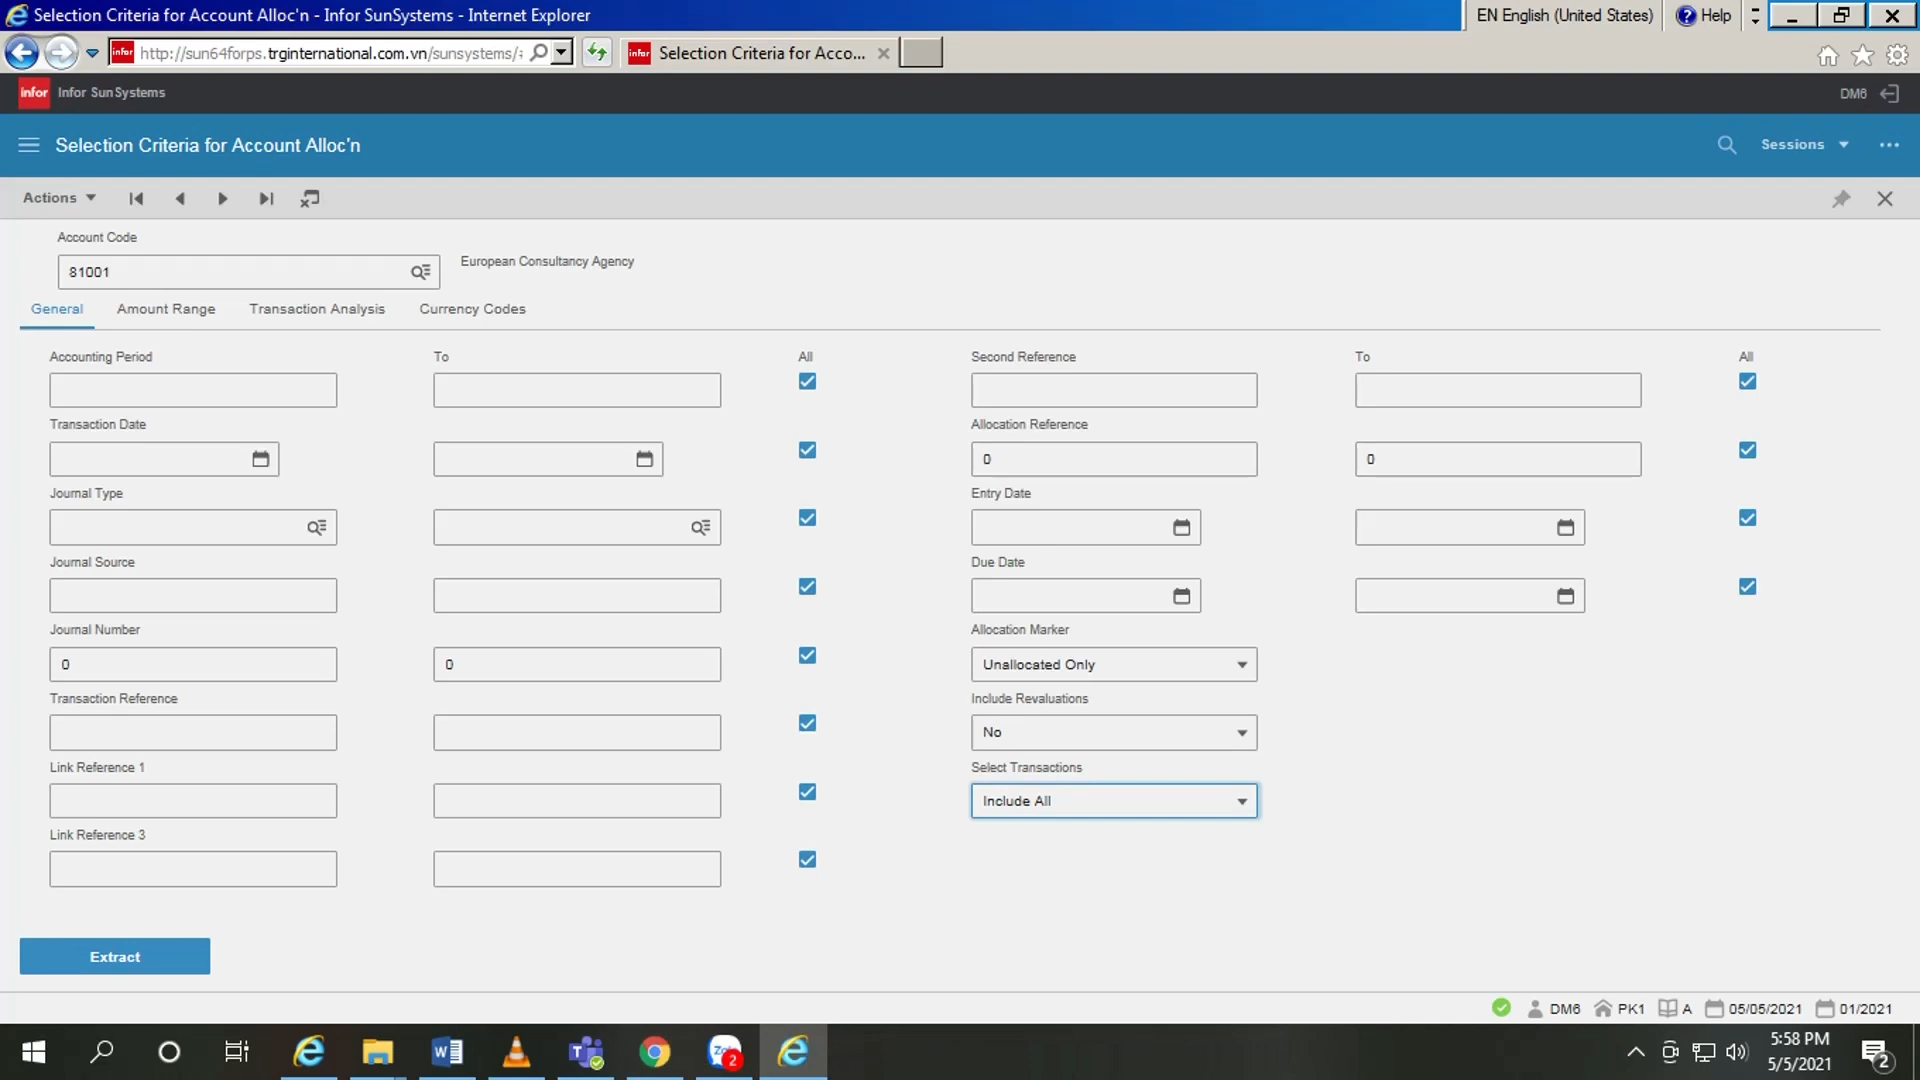 Selection Criteria for Account Alloc'n - Infor SunSystems - Internet Explorer
EN English (United States)
Help
infor
http://sun64forps.trginternational.com.vn/sunsystems/
infor
Selection Criteria for Acco...
infor
Infor SunSystems
DM6
Selection Criteria for Account Alloc'n
Sessions
Actions
Account Code
81001
European Consultancy Agency
General
Amount Range
Transaction Analysis
Currency Codes
Accounting Period
To
All
Second Reference
To
All
Transaction Date
Allocation Reference
0
0
Journal Type
Entry Date
Journal Source
Due Date
Journal Number
Allocation Marker
0
0
Unallocated Only
Transaction Reference
Include Revaluations
No
Link Reference 1
Select Transactions
Include All
Link Reference 3
Extract
DM6
PK1
A
05/05/2021
01/2021
5:58 PM
5/5/2021
2
2